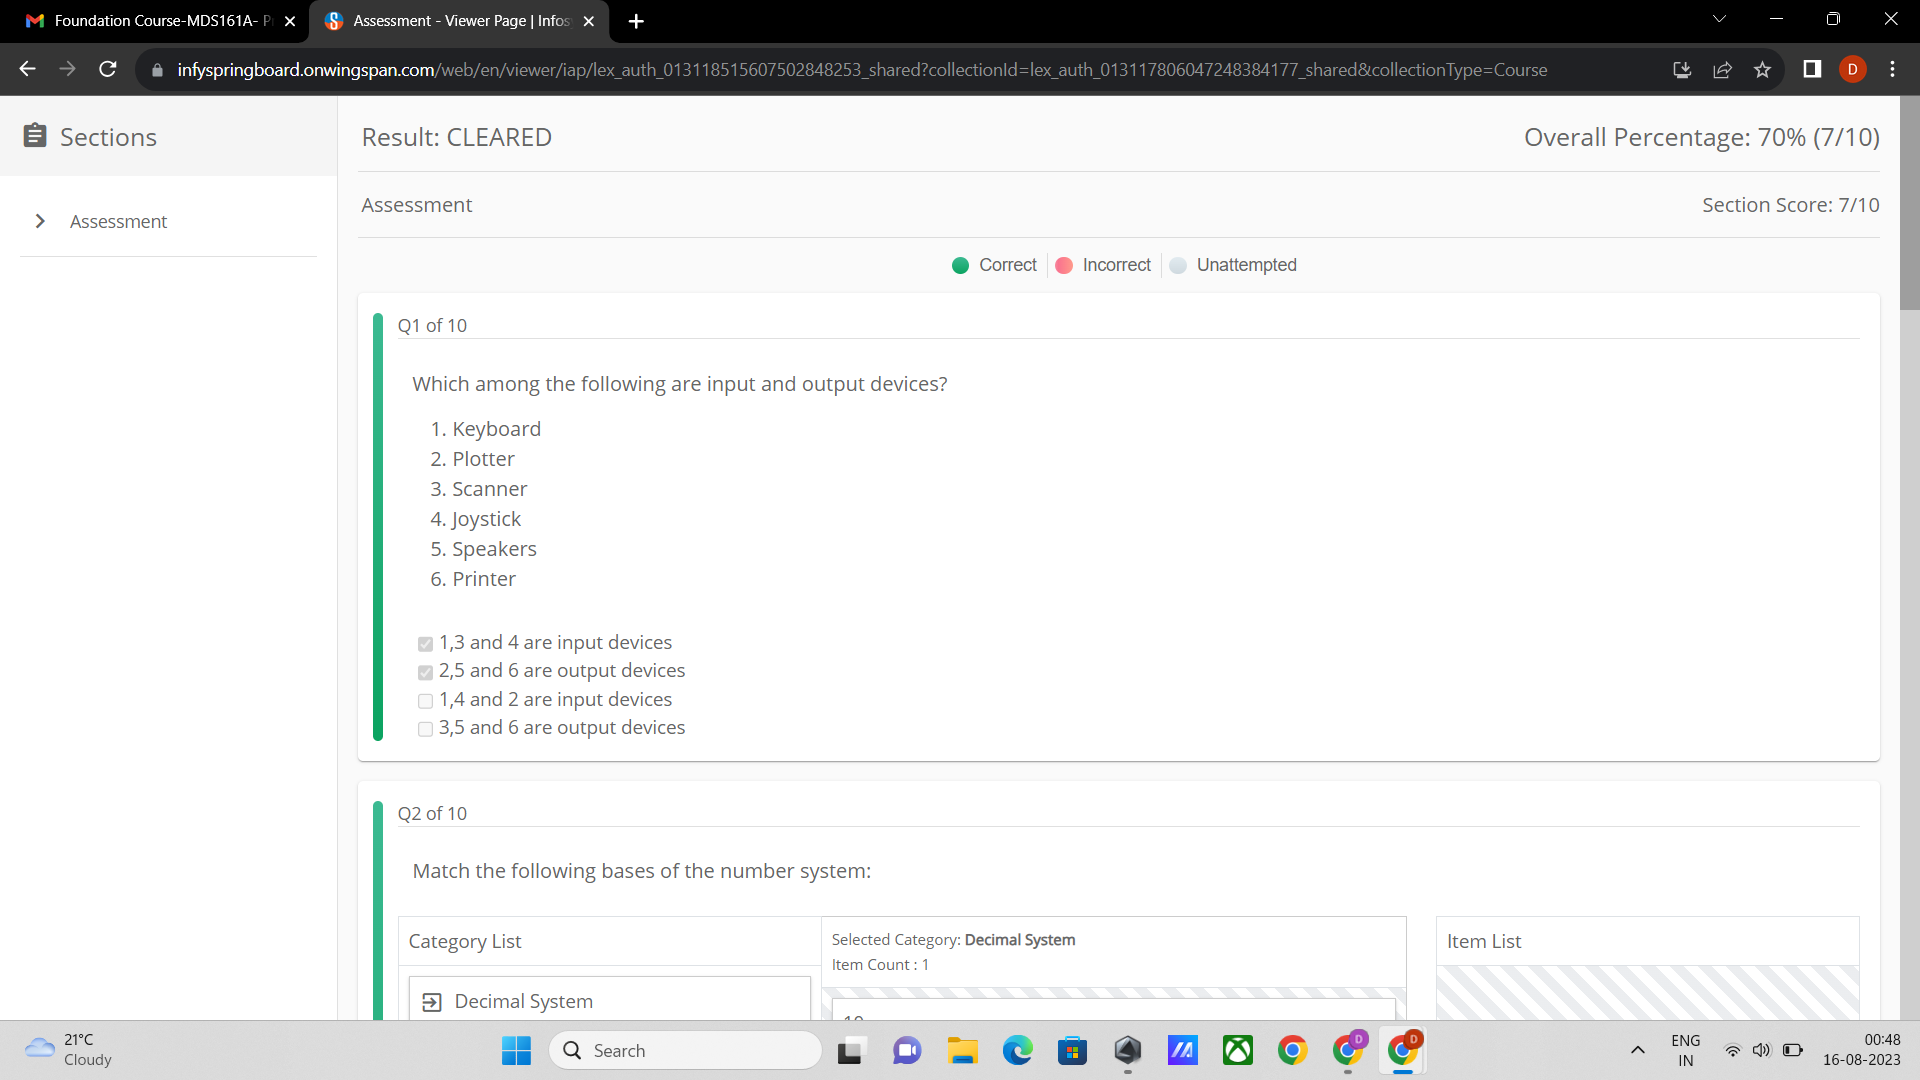 Foundation Course-MDS161A- P
Assessment - Viewer Page | Infos
infyspringboard.onwingspan.com/web/en/viewer/iap/lex_auth_013118515607502848253_shared?collectionId=lex_auth_013117806047248384177_shared&collectionType=Course
D
Sections
Assessment
Result: CLEARED
Overall Percentage: 70% (7/10)
Assessment
Section Score: 7/10
Correct
Incorrect
Unattempted
Q1 of 10
Which among the following are input and output devices?
1. Keyboard
2. Plotter
3. Scanner
4. Joystick
5. Speakers
6. Printer
1,3 and 4 are input devices
2,5 and 6 are output devices
1,4 and 2 are input devices
3,5 and 6 are output devices
Q2 of 10
Match the following bases of the number system:
Category List
Selected Category: Decimal System
Item Count : 1
Item List
Decimal System
10
21°C
Cloudy
Search
D
D
ENG
IN
00:48
16-08-2023